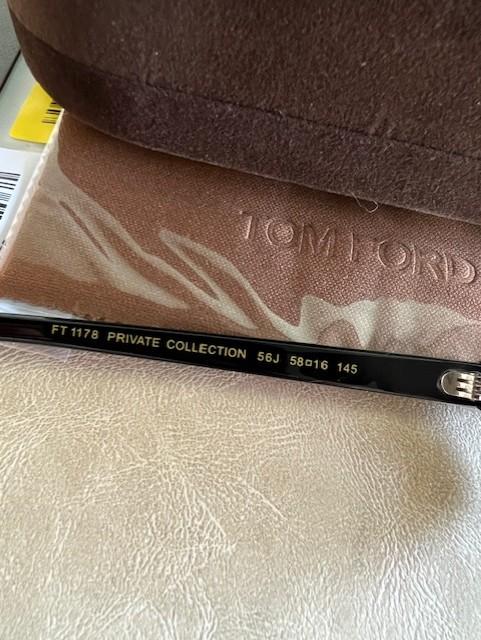 TOM FORD
FT 1178 PRIVATE COLLECTION 56J 58□16 145